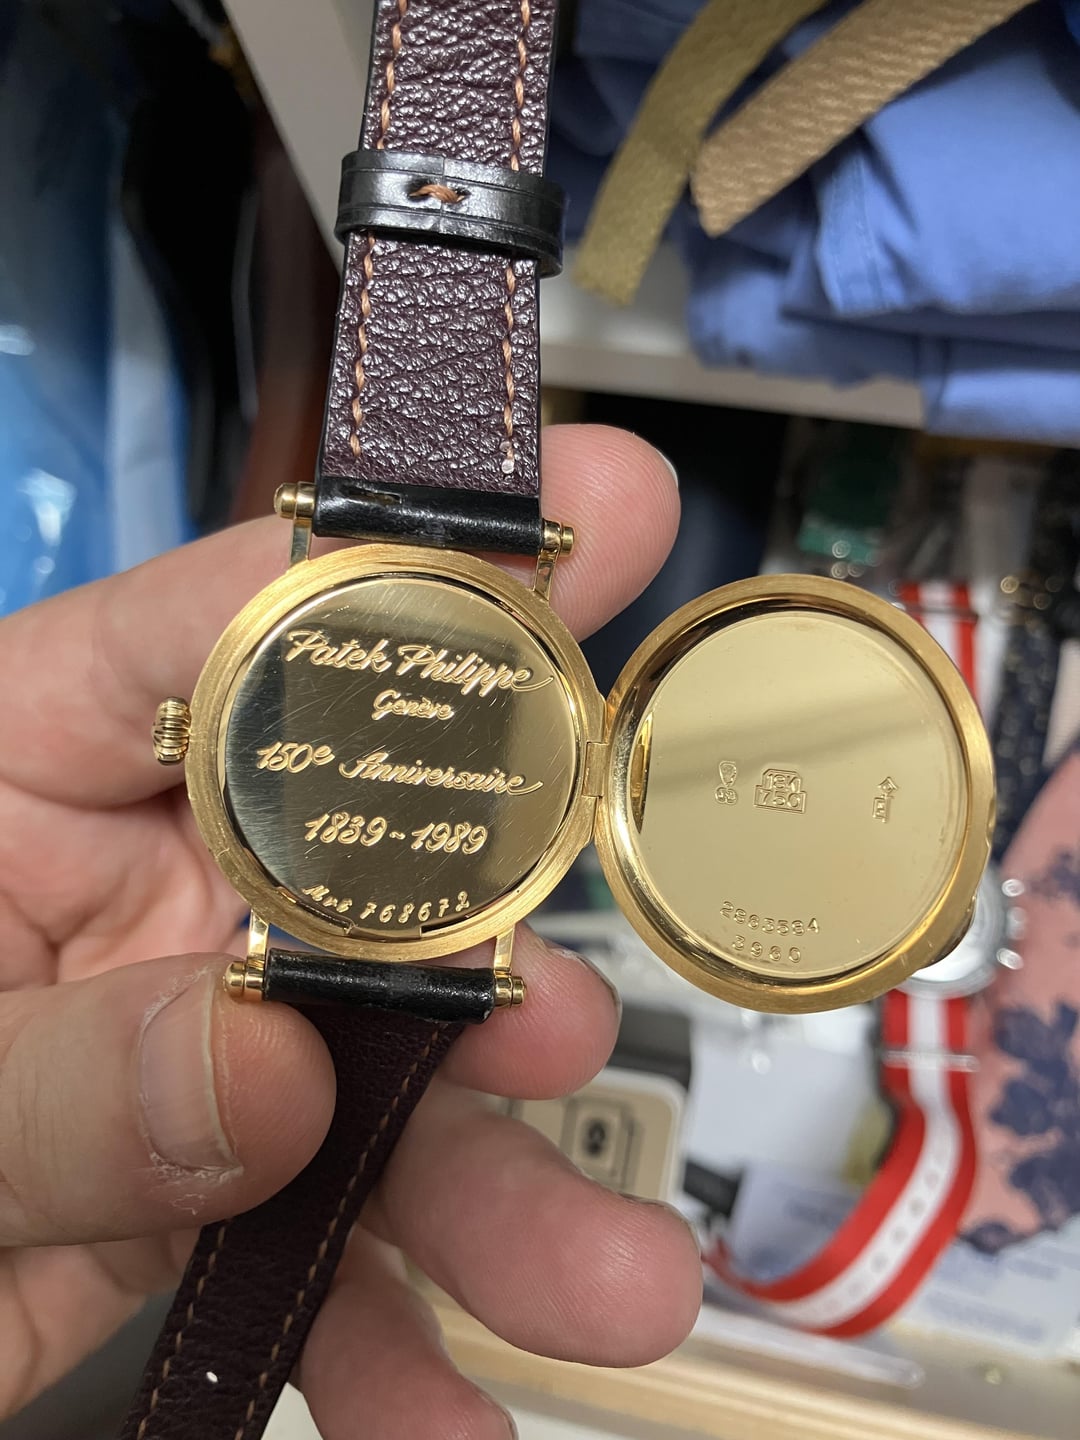 Patek Philippe
Genève
150e Anniversaire
1839-1989
Mvt 768672
18K
750
2863584
3960